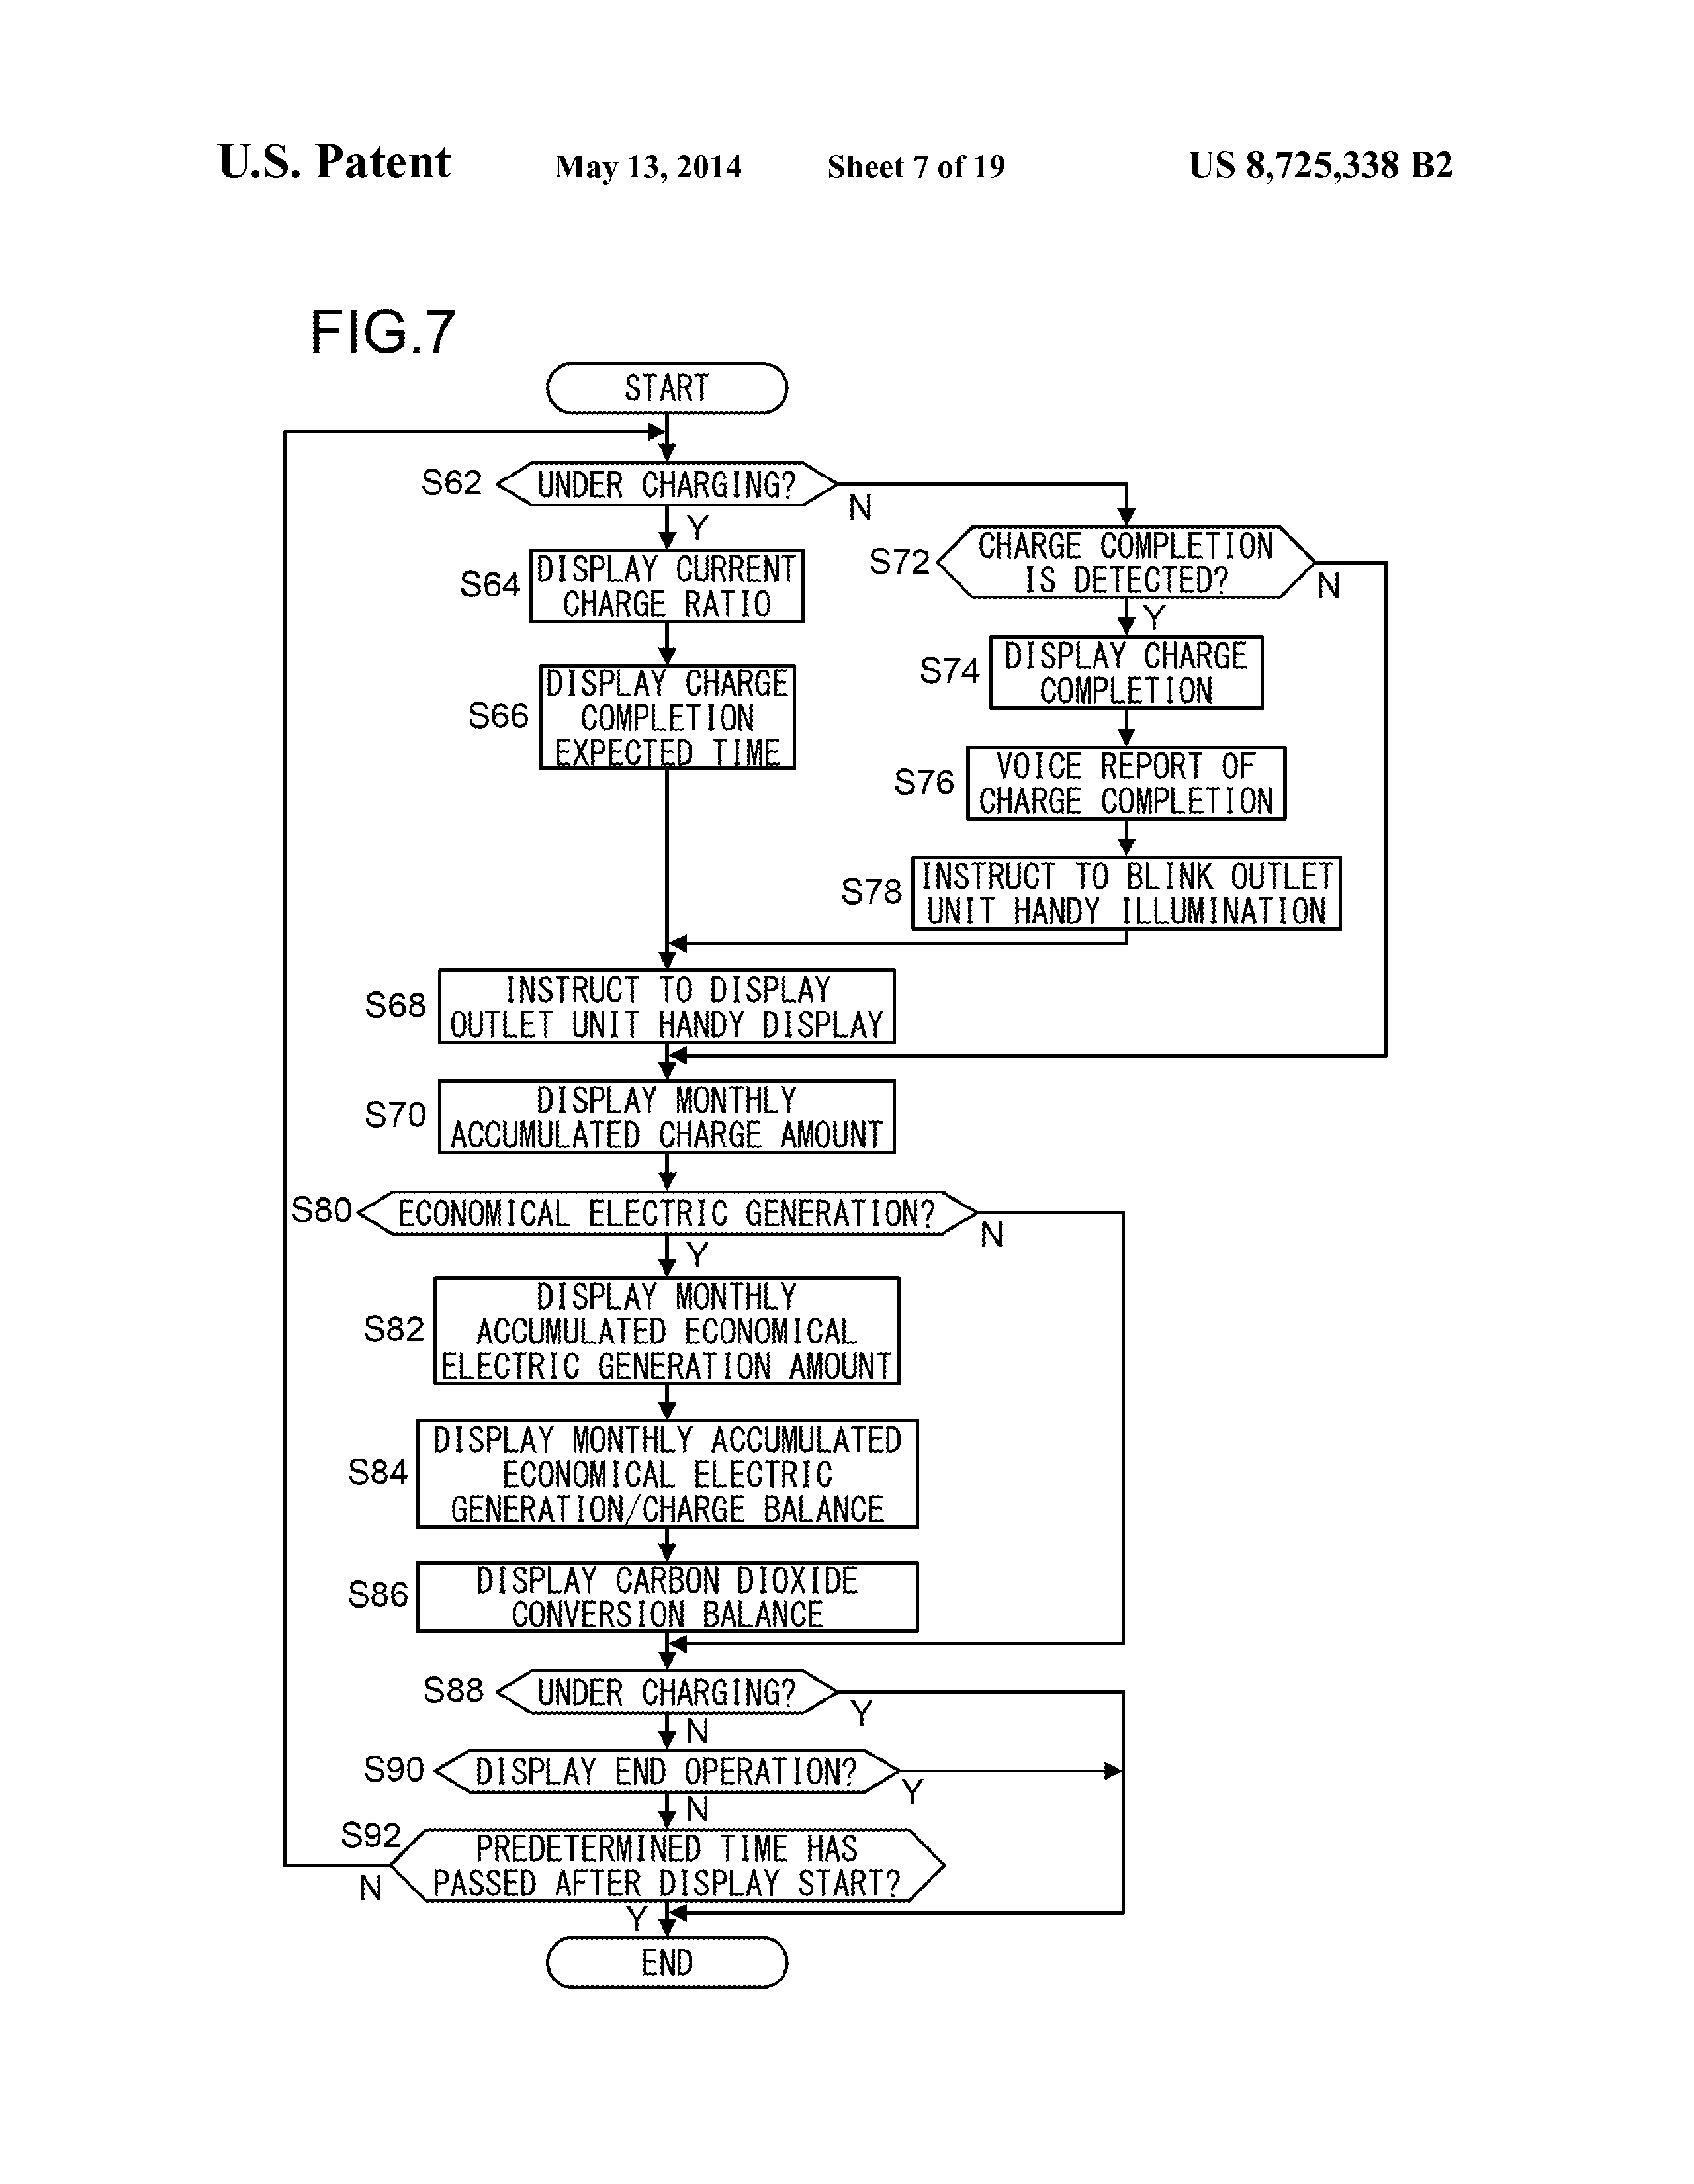 U.S. Patent May 13, 2014 Sheet 7 of 19 US 8,725,338 B2
FIG.7
START
S62 UNDER CHARGING?
N
Y
S72 CHARGE COMPLETION
IS DETECTED?
N
Y
S64 DISPLAY CURRENT
CHARGE RATIO
S74 DISPLAY CHARGE
COMPLETION
S66 DISPLAY CHARGE
COMPLETION
EXPECTED TIME
S76 VOICE REPORT OF
CHARGE COMPLETION
S78 INSTRUCT TO BLINK OUTLET
UNIT HANDY ILLUMINATION
S68 INSTRUCT TO DISPLAY
OUTLET UNIT HANDY DISPLAY
S70 DISPLAY MONTHLY
ACCUMULATED CHARGE AMOUNT
S80 ECONOMICAL ELECTRIC GENERATION?
N
Y
S82 DISPLAY MONTHLY
ACCUMULATED ECONOMICAL
ELECTRIC GENERATION AMOUNT
S84 DISPLAY MONTHLY ACCUMULATED
ECONOMICAL ELECTRIC
GENERATION/CHARGE BALANCE
S86 DISPLAY CARBON DIOXIDE
CONVERSION BALANCE
S88 UNDER CHARGING?
Y
N
S90 DISPLAY END OPERATION?
Y
N
S92 PREDETERMINED TIME HAS
PASSED AFTER DISPLAY START?
N
Y
END